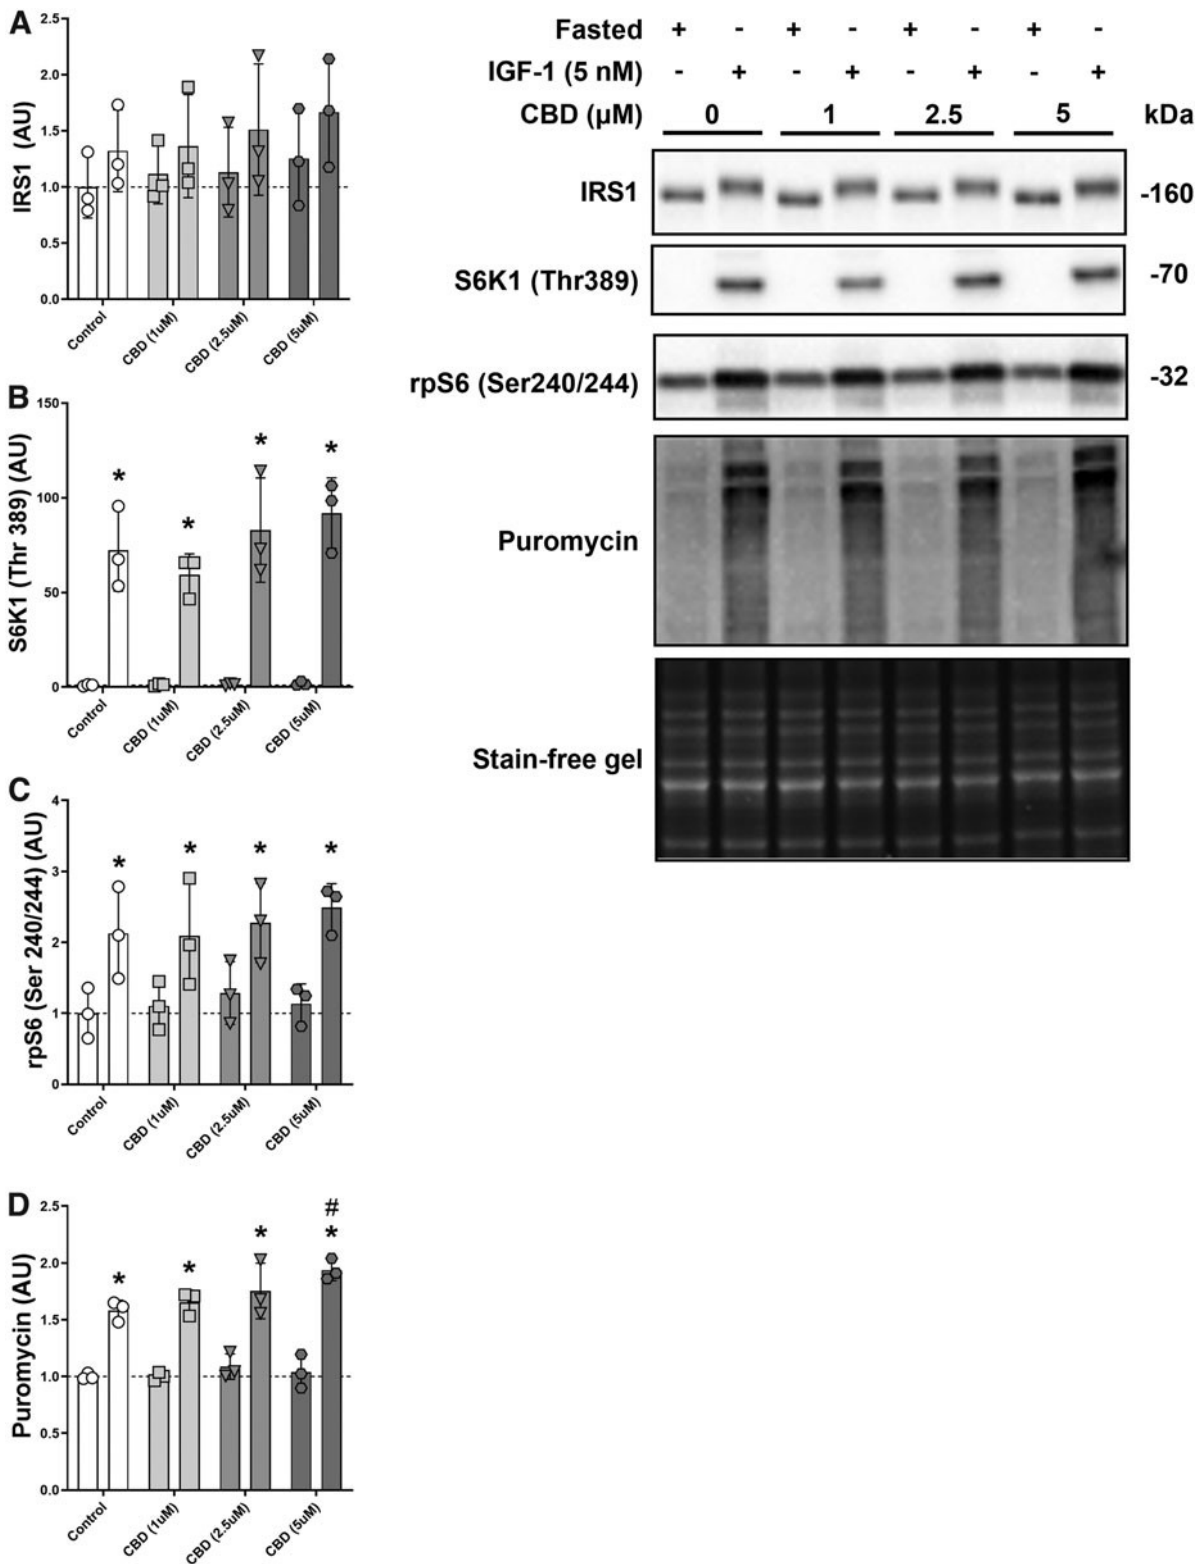 A
2.5
2.0
1.5
1.0
0.5
0.0
IRS1 (AU)
Control
CBD (1uM)
CBD (2.5uM)
CBD (5uM)
B
150
100
50
0
S6K1 (Thr 389) (AU)
* * * *
Control
CBD (1uM)
CBD (2.5uM)
CBD (5uM)
C
4
3
2
1
0
rpS6 (Ser 240/244) (AU)
* * * *
Control
CBD (1uM)
CBD (2.5uM)
CBD (5uM)
D
2.5
2.0
1.5
1.0
0.5
0.0
Puromycin (AU)
#
* * * *
Control
CBD (1uM)
CBD (2.5uM)
CBD (5uM)
Fasted + - + - + - + -
IGF-1 (5 nM) - + - + - + - +
CBD (µM) 0 1 2.5 5 kDa
IRS1 -160
S6K1 (Thr389) -70
rpS6 (Ser240/244) -32
Puromycin
Stain-free gel